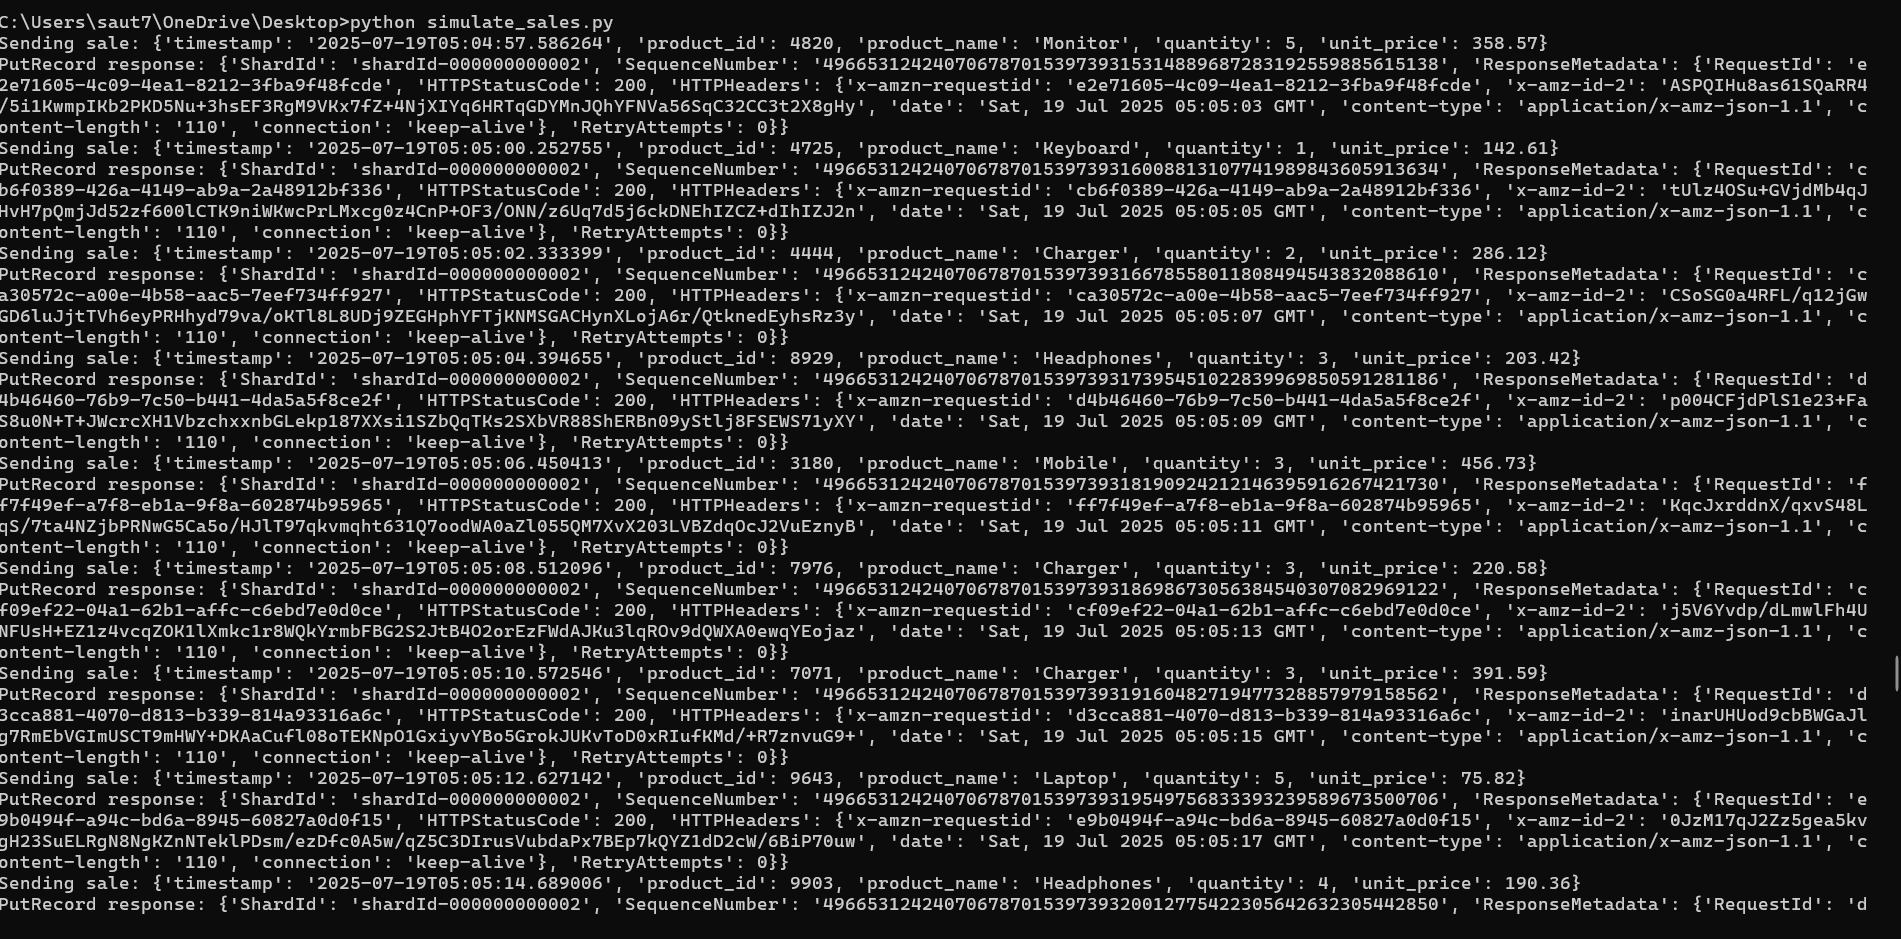 C:\Users\saut7\OneDrive\Desktop>python simulate_sales.py
Sending sale: {'timestamp': '2025-07-19T05:04:57.586264', 'product_id': 4820, 'product_name': 'Monitor', 'quantity': 5, 'unit_price': 358.57}
PutRecord response: {'ShardId': 'shardId-000000000002', 'SequenceNumber': '49665312424070678701539739315314889687283192559885615138', 'ResponseMetadata': {'RequestId': 'e
2e71605-4c09-4ea1-8212-3fba9f48fcde', 'HTTPStatusCode': 200, 'HTTPHeaders': {'x-amzn-requestid': 'e2e71605-4c09-4ea1-8212-3fba9f48fcde', 'x-amz-id-2': 'ASPQIHu8as61SQaRR4
/5i1KwmpIKb2PKD5Nu+3hsEF3RgM9VKx7fZ+4NjXIYq6HRTqGDYMnJQhYFNVa56SqC32CC3t2X8gHy', 'date': 'Sat, 19 Jul 2025 05:05:03 GMT', 'content-type': 'application/x-amz-json-1.1', 'c
ontent-length': '110', 'connection': 'keep-alive'}, 'RetryAttempts': 0}}
Sending sale: {'timestamp': '2025-07-19T05:05:00.252755', 'product_id': 4725, 'product_name': 'Keyboard', 'quantity': 1, 'unit_price': 142.61}
PutRecord response: {'ShardId': 'shardId-000000000002', 'SequenceNumber': '49665312424070678701539739316008813107741989843605913634', 'ResponseMetadata': {'RequestId': 'c
b6f0389-426a-4149-ab9a-2a48912bf336', 'HTTPStatusCode': 200, 'HTTPHeaders': {'x-amzn-requestid': 'cb6f0389-426a-4149-ab9a-2a48912bf336', 'x-amz-id-2': 'tUlz4OSu+GVjdMb4qJ
HvH7pQmjJd52zf600lCTK9niWKwcPrLMxcg0z4CnP+OF3/ONN/z6Uq7d5j6ckDNEhIZCZ+dIhIZJ2n', 'date': 'Sat, 19 Jul 2025 05:05:05 GMT', 'content-type': 'application/x-amz-json-1.1', 'c
ontent-length': '110', 'connection': 'keep-alive'}, 'RetryAttempts': 0}}
Sending sale: {'timestamp': '2025-07-19T05:05:02.333399', 'product_id': 4444, 'product_name': 'Charger', 'quantity': 2, 'unit_price': 286.12}
PutRecord response: {'ShardId': 'shardId-000000000002', 'SequenceNumber': '49665312424070678701539739316678558011808494543832088610', 'ResponseMetadata': {'RequestId': 'c
a30572c-a00e-4b58-aac5-7eef734ff927', 'HTTPStatusCode': 200, 'HTTPHeaders': {'x-amzn-requestid': 'ca30572c-a00e-4b58-aac5-7eef734ff927', 'x-amz-id-2': 'CSoSG0a4RFL/q12jGw
GD6luJjtTVh6eyPRHhyd79va/oKTl8L8UDj9ZEGHphYFTjKNMSGACHynXLojA6r/QtknedEyhsRz3y', 'date': 'Sat, 19 Jul 2025 05:05:07 GMT', 'content-type': 'application/x-amz-json-1.1', 'c
ontent-length': '110', 'connection': 'keep-alive'}, 'RetryAttempts': 0}}
Sending sale: {'timestamp': '2025-07-19T05:05:04.394655', 'product_id': 8929, 'product_name': 'Headphones', 'quantity': 3, 'unit_price': 203.42}
PutRecord response: {'ShardId': 'shardId-000000000002', 'SequenceNumber': '49665312424070678701539739317395451022839969850591281186', 'ResponseMetadata': {'RequestId': 'd
4b46460-76b9-7c50-b441-4da5a5f8ce2f', 'HTTPStatusCode': 200, 'HTTPHeaders': {'x-amzn-requestid': 'd4b46460-76b9-7c50-b441-4da5a5f8ce2f', 'x-amz-id-2': 'p004CFjdPlS1e23+Fa
S8u0N+T+JWcrcXH1VbzchxxnbGLekp187XXsi1SZbQqTKs2SXbVR88ShERBn09yStlj8FSEWS71yXY', 'date': 'Sat, 19 Jul 2025 05:05:09 GMT', 'content-type': 'application/x-amz-json-1.1', 'c
ontent-length': '110', 'connection': 'keep-alive'}, 'RetryAttempts': 0}}
Sending sale: {'timestamp': '2025-07-19T05:05:06.450413', 'product_id': 3180, 'product_name': 'Mobile', 'quantity': 3, 'unit_price': 456.73}
PutRecord response: {'ShardId': 'shardId-000000000002', 'SequenceNumber': '49665312424070678701539739318190924212146395916267421730', 'ResponseMetadata': {'RequestId': 'f
f7f49ef-a7f8-eb1a-9f8a-602874b95965', 'HTTPStatusCode': 200, 'HTTPHeaders': {'x-amzn-requestid': 'ff7f49ef-a7f8-eb1a-9f8a-602874b95965', 'x-amz-id-2': 'KqcJxrddnX/qxvS48L
qS/7ta4NZjbPRNwG5Ca5o/HJlT97qkvmqht631Q7oodWA0aZl055QM7XvX203LVBZdqOcJ2VuEznyB', 'date': 'Sat, 19 Jul 2025 05:05:11 GMT', 'content-type': 'application/x-amz-json-1.1', 'c
ontent-length': '110', 'connection': 'keep-alive'}, 'RetryAttempts': 0}}
Sending sale: {'timestamp': '2025-07-19T05:05:08.512096', 'product_id': 7976, 'product_name': 'Charger', 'quantity': 3, 'unit_price': 220.58}
PutRecord response: {'ShardId': 'shardId-000000000002', 'SequenceNumber': '49665312424070678701539739318698673056384540307082969122', 'ResponseMetadata': {'RequestId': 'c
f09ef22-04a1-62b1-affc-c6ebd7e0d0ce', 'HTTPStatusCode': 200, 'HTTPHeaders': {'x-amzn-requestid': 'cf09ef22-04a1-62b1-affc-c6ebd7e0d0ce', 'x-amz-id-2': 'j5V6Yvdp/dLmwlFh4U
NFUsH+EZ1z4vcqZOK1lXmkc1r8WQkYrmbFBG2S2JtB4O2orEzFWdAJKu3lqROv9dQWXA0ewqYEojaz', 'date': 'Sat, 19 Jul 2025 05:05:13 GMT', 'content-type': 'application/x-amz-json-1.1', 'c
ontent-length': '110', 'connection': 'keep-alive'}, 'RetryAttempts': 0}}
Sending sale: {'timestamp': '2025-07-19T05:05:10.572546', 'product_id': 7071, 'product_name': 'Charger', 'quantity': 3, 'unit_price': 391.59}
PutRecord response: {'ShardId': 'shardId-000000000002', 'SequenceNumber': '49665312424070678701539739319160482719477328857979158562', 'ResponseMetadata': {'RequestId': 'd
3cca881-4070-d813-b339-814a93316a6c', 'HTTPStatusCode': 200, 'HTTPHeaders': {'x-amzn-requestid': 'd3cca881-4070-d813-b339-814a93316a6c', 'x-amz-id-2': 'inarUHUod9cbBWGaJl
g7RmEbVGImUSCT9mHWY+DKAaCufl08oTEKNpO1GxiyvYBo5GrokJUKvToD0xRIufKMd/+R7znvuG9+', 'date': 'Sat, 19 Jul 2025 05:05:15 GMT', 'content-type': 'application/x-amz-json-1.1', 'c
ontent-length': '110', 'connection': 'keep-alive'}, 'RetryAttempts': 0}}
Sending sale: {'timestamp': '2025-07-19T05:05:12.627142', 'product_id': 9643, 'product_name': 'Laptop', 'quantity': 5, 'unit_price': 75.82}
PutRecord response: {'ShardId': 'shardId-000000000002', 'SequenceNumber': '49665312424070678701539739319549756833393239589673500706', 'ResponseMetadata': {'RequestId': 'e
9b0494f-a94c-bd6a-8945-60827a0d0f15', 'HTTPStatusCode': 200, 'HTTPHeaders': {'x-amzn-requestid': 'e9b0494f-a94c-bd6a-8945-60827a0d0f15', 'x-amz-id-2': '0JzM17qJ2Zz5gea5kv
gH23SuELRgN8NgKZnNTeklPDsm/ezDfc0A5w/qZ5C3DIrusVubdaPx7BEp7kQYZ1dD2cW/6BiP70uw', 'date': 'Sat, 19 Jul 2025 05:05:17 GMT', 'content-type': 'application/x-amz-json-1.1', 'c
ontent-length': '110', 'connection': 'keep-alive'}, 'RetryAttempts': 0}}
Sending sale: {'timestamp': '2025-07-19T05:05:14.689006', 'product_id': 9903, 'product_name': 'Headphones', 'quantity': 4, 'unit_price': 190.36}
PutRecord response: {'ShardId': 'shardId-000000000002', 'SequenceNumber': '49665312424070678701539739320012775422305642632305442850', 'ResponseMetadata': {'RequestId': 'd